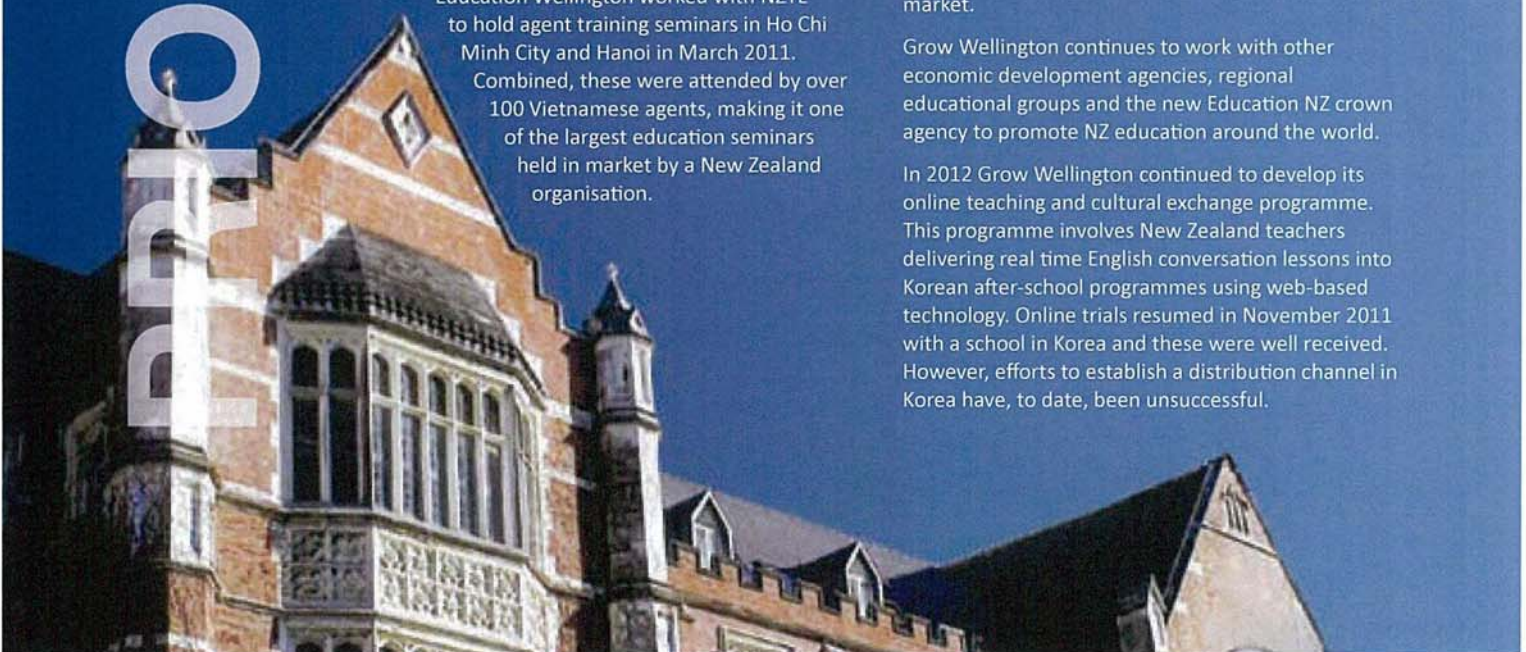 PRIO
Education Wellington worked with NZTE
to hold agent training seminars in Ho Chi
Minh City and Hanoi in March 2011.
Combined, these were attended by over
100 Vietnamese agents, making it one
of the largest education seminars
held in market by a New Zealand
organisation.
market.
Grow Wellington continues to work with other
economic development agencies, regional
educational groups and the new Education NZ crown
agency to promote NZ education around the world.
In 2012 Grow Wellington continued to develop its
online teaching and cultural exchange programme.
This programme involves New Zealand teachers
delivering real time English conversation lessons into
Korean after-school programmes using web-based
technology. Online trials resumed in November 2011
with a school in Korea and these were well received.
However, efforts to establish a distribution channel in
Korea have, to date, been unsuccessful.